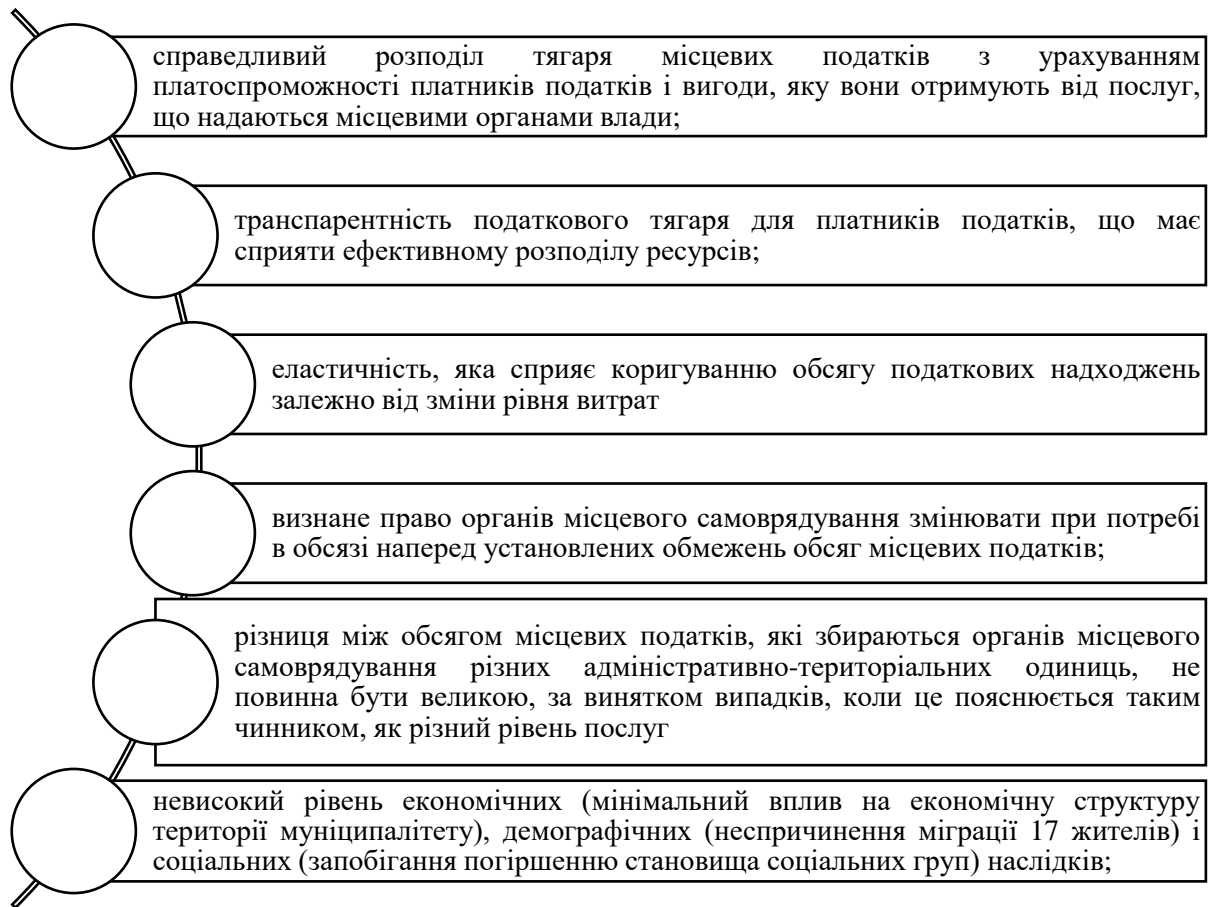 справедливий розподіл тягаря місцевих податків з урахуванням
платоспроможності платників податків і вигоди, яку вони отримують від послуг,
що надаються місцевими органами влади;
транспарентність податкового тягаря для платників податків, що має
сприяти ефективному розподілу ресурсів;
еластичність, яка сприяє коригуванню обсягу податкових надходжень
залежно від зміни рівня витрат
визнане право органів місцевого самоврядування змінювати при потребі
в обсязі наперед установлених обмежень обсяг місцевих податків;
різниця між обсягом місцевих податків, які збираються органів місцевого
самоврядування різних адміністративно-територіальних одиниць, не
повинна бути великою, за винятком випадків, коли це пояснюється таким
чинником, як різний рівень послуг
невисокий рівень економічних (мінімальний вплив на економічну структуру
території муніципалітету), демографічних (неспричинення міграції 17 жителів) і
соціальних (запобігання погіршенню становища соціальних груп) наслідків;